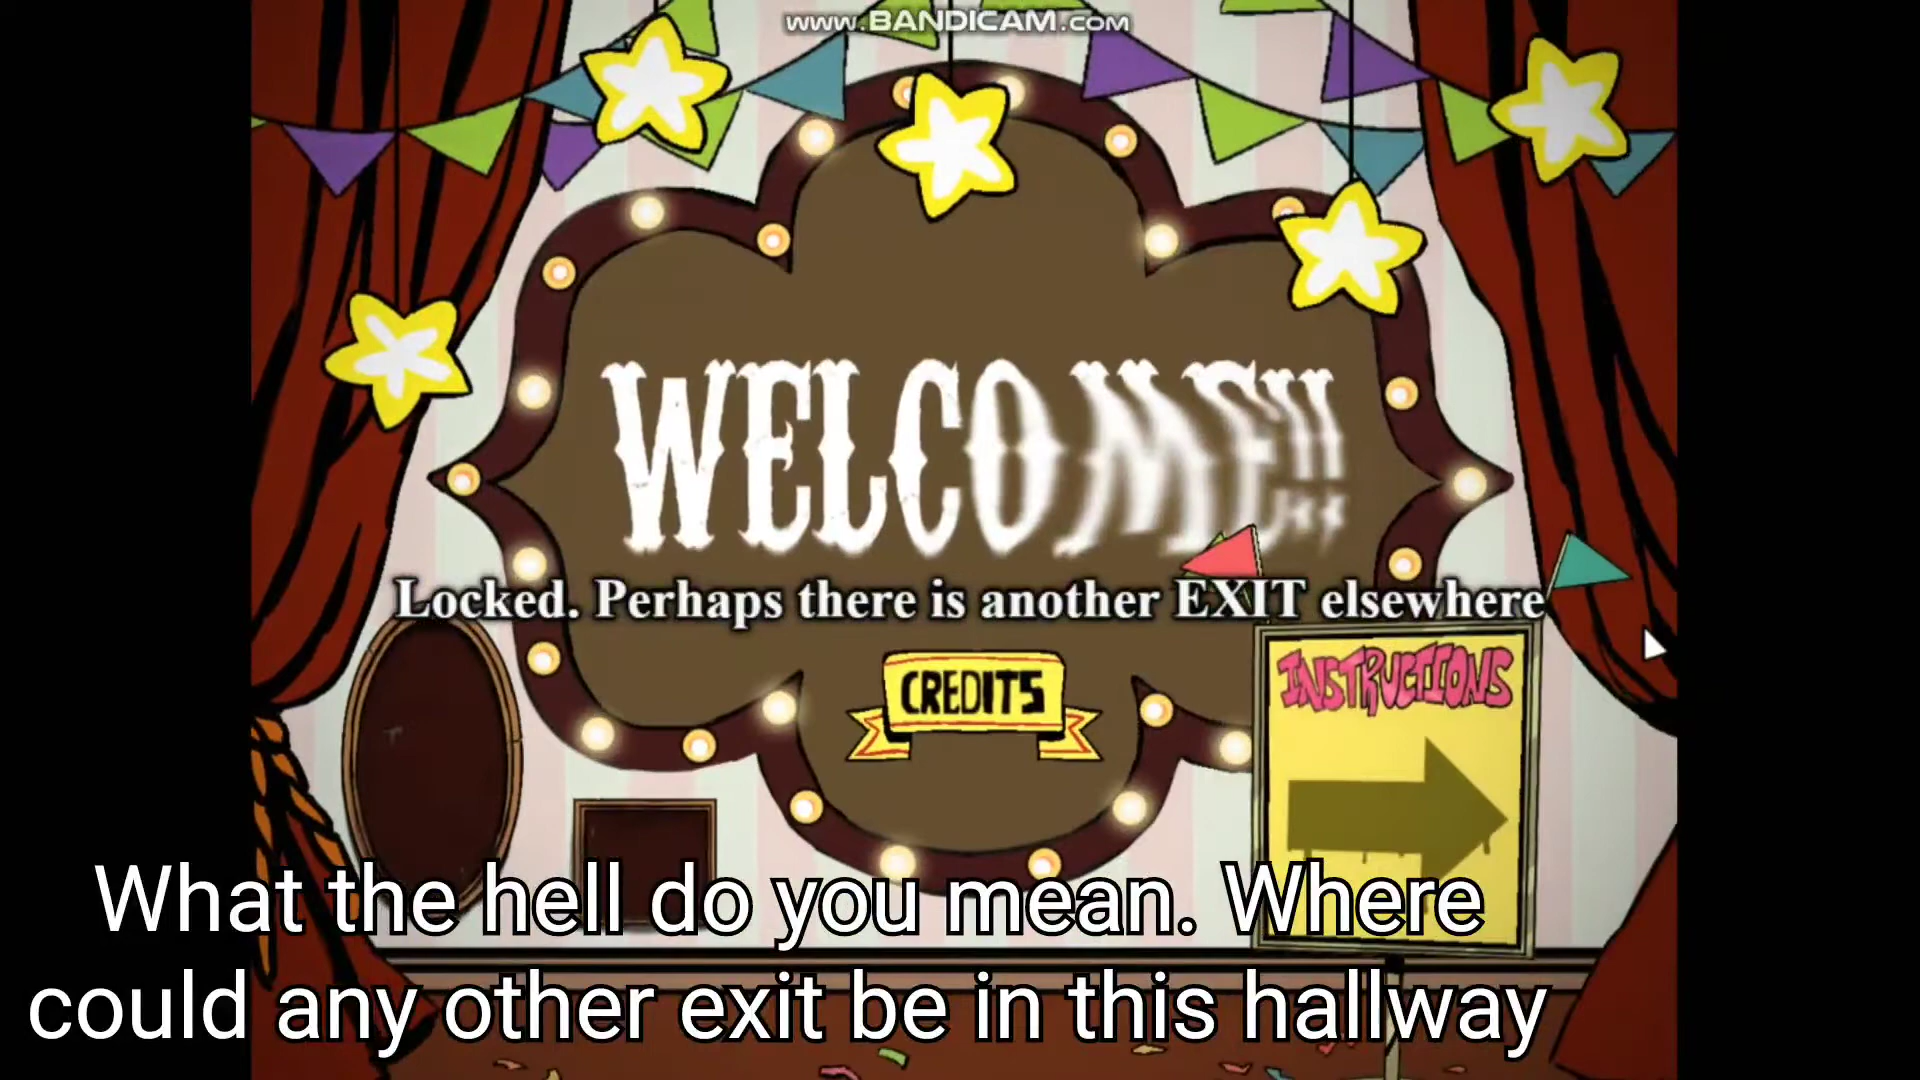 www.BANDICAM.com
WELCOME!!
Locked. Perhaps there is another EXIT elsewhere
CREDITS
INSTRUCTIONS
What the hell do you mean. Where
could any other exit be in this hallway